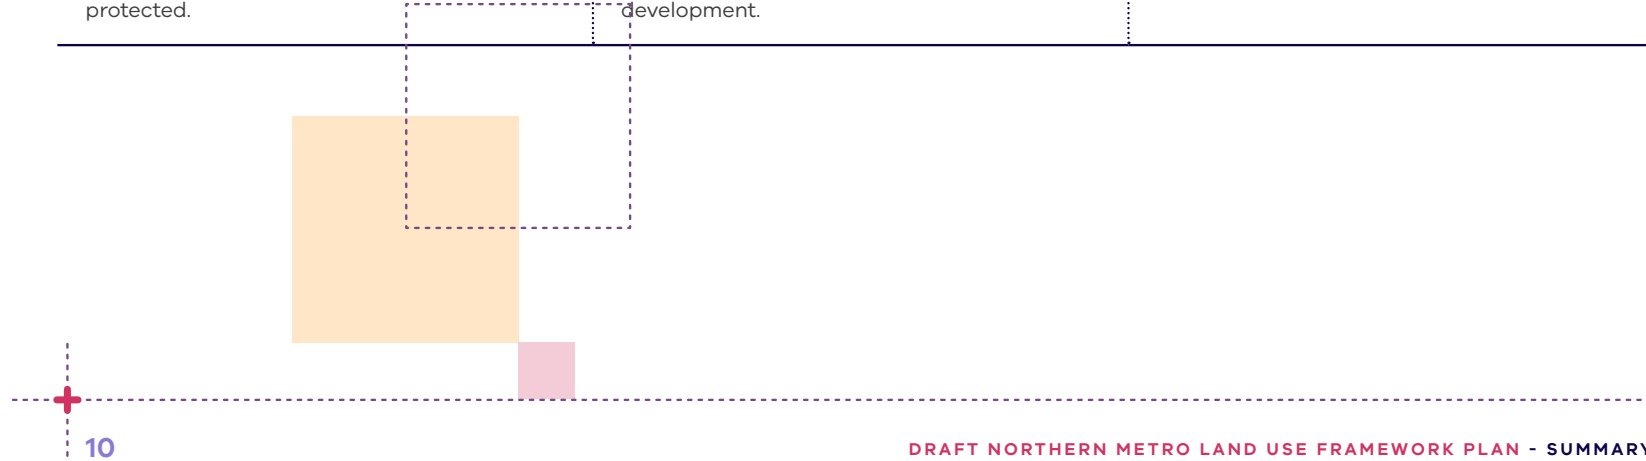 protected.
development.
10
DRAFT NORTHERN METRO LAND USE FRAMEWORK PLAN - SUMMARY